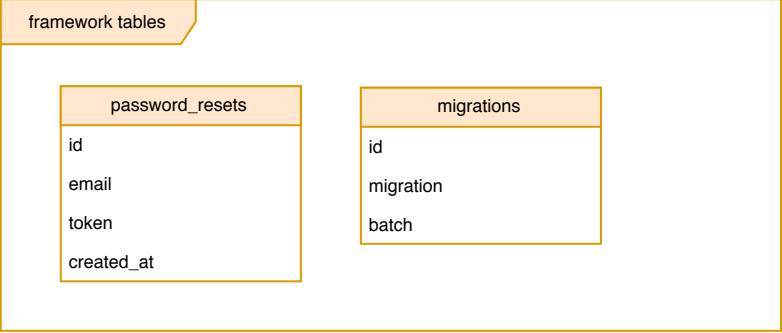 framework tables
password_resets
id
email
token
created_at
migrations
id
migration
batch